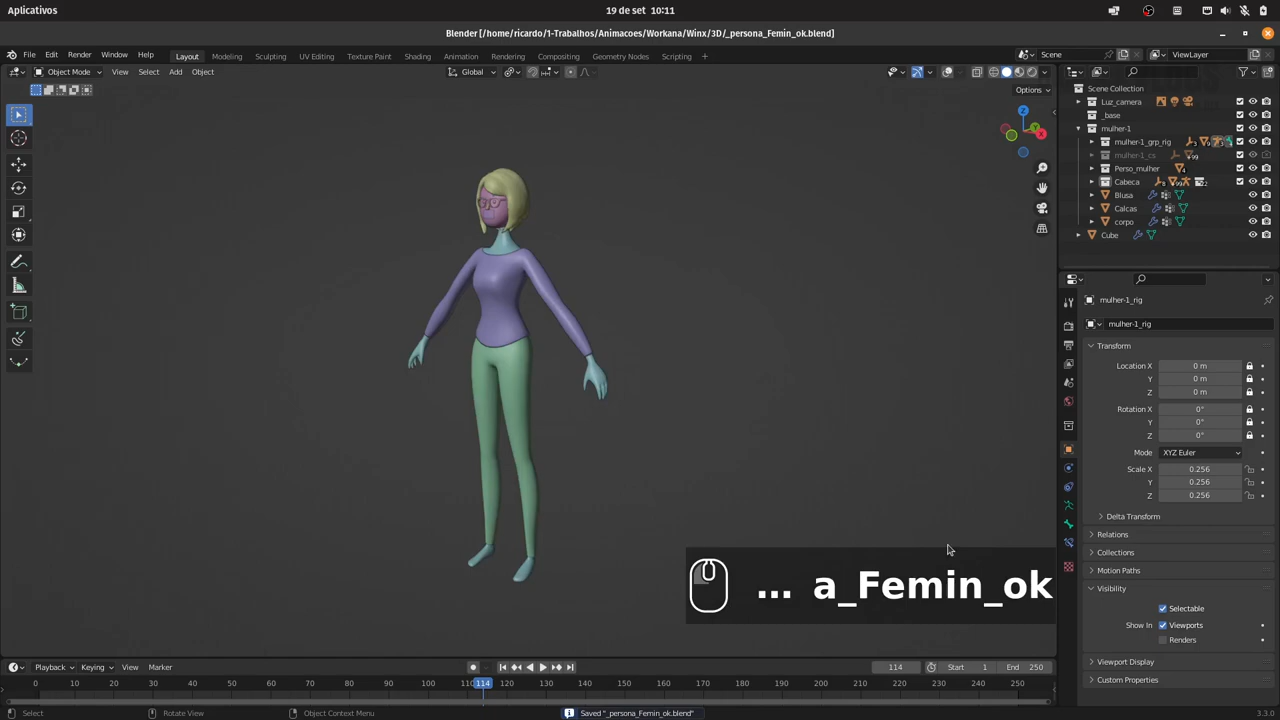 Aplicativos
19 de set 10:11
Blender [/home/ricardo/1-Trabalhos/Animacoes/Workana/Winx/3D/_persona_Femin_ok.blend]
File Edit Render Window Help
Layout Modeling Sculpting UV Editing Texture Paint Shading Animation Rendering Compositing Geometry Nodes Scripting
Scene
ViewLayer
Object Mode View Select Add Object
Global
Options
Z
X
Scene Collection
Luz_camera
_base
mulher-1
mulher-1_grp_rig
mulher-1_cs
Perso_mulher
Cabeca
Blusa
Calcas
corpo
Cube
mulher-1_rig
mulher-1_rig
Transform
Location X 0 m
Y 0 m
Z 0 m
Rotation X 0°
Y 0°
Z 0°
Mode XYZ Euler
Scale X 0.256
Y 0.256
Z 0.256
Delta Transform
Relations
Collections
Motion Paths
Visibility
Selectable
Show In Viewports
Renders
Viewport Display
Custom Properties
... a_Femin_ok
Playback Keying View Marker
114 Start 1 End 250
0 10 20 30 40 50 60 70 80 90 100 114 120 130 140 150 160 170 180 190 200 210 220 230 240 250
Select Rotate View Object Context Menu
Saved "_persona_Femin_ok.blend"
3.3.0